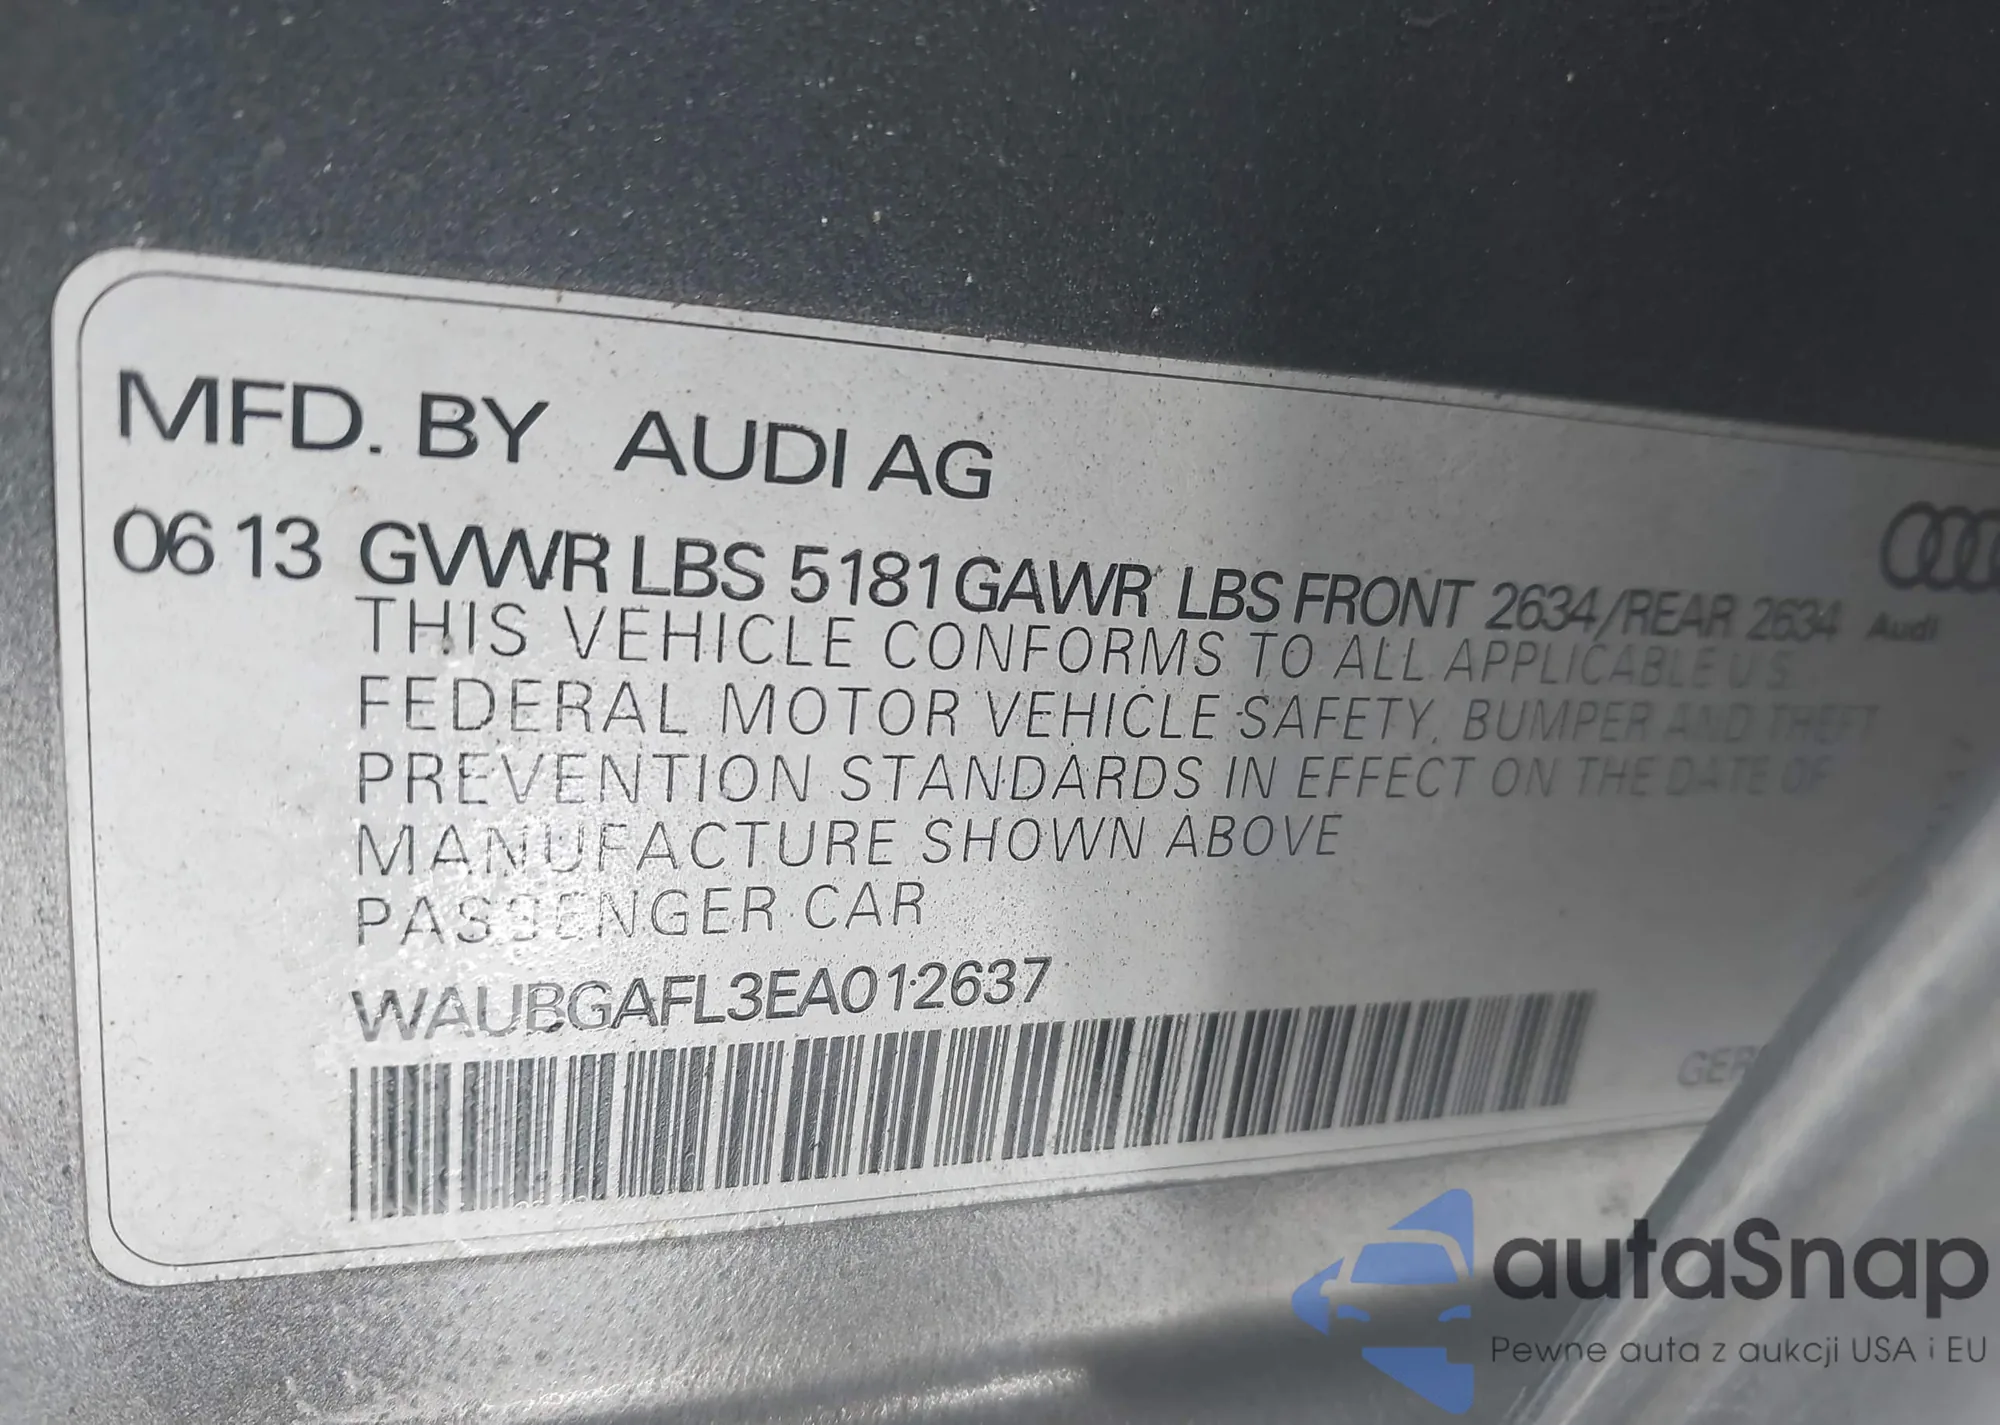 MFD. BY AUDI AG
06 13 GVWR LBS 5181 GAWR LBS FRONT 2634/REAR 2634 Audi
THIS VEHICLE CONFORMS TO ALL APPLICABLE U.S.
FEDERAL MOTOR VEHICLE SAFETY, BUMPER AND THEFT
PREVENTION STANDARDS IN EFFECT ON THE DATE OF
MANUFACTURE SHOWN ABOVE
PASSENGER CAR
WAUBGAFL3EA012637
GER
autaSnap
Pewne auta z aukcji USA i EU